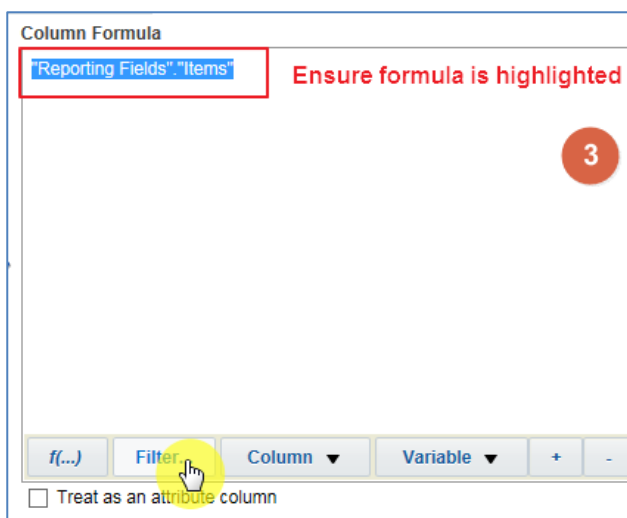 Column Formula
"Reporting Fields"."Items"
Ensure formula is highlighted
3
f(...) Filter... Column Variable + -
Treat as an attribute column